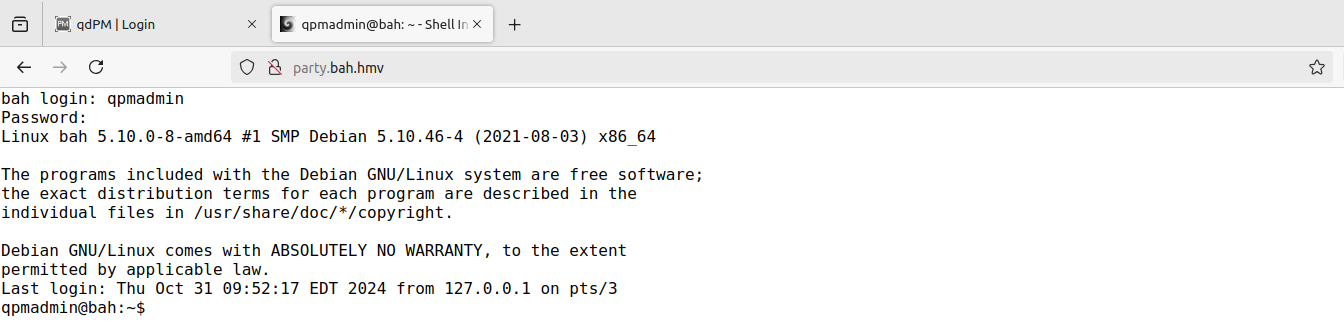 qdPM | Login
qpmadmin@bah: ~ - Shell In
party.bah.hmv
bah login: qpmadmin
Password:
Linux bah 5.10.0-8-amd64 #1 SMP Debian 5.10.46-4 (2021-08-03) x86_64
The programs included with the Debian GNU/Linux system are free software;
the exact distribution terms for each program are described in the
individual files in /usr/share/doc/*/copyright.
Debian GNU/Linux comes with ABSOLUTELY NO WARRANTY, to the extent
permitted by applicable law.
Last login: Thu Oct 31 09:52:17 EDT 2024 from 127.0.0.1 on pts/3
qpmadmin@bah:~$